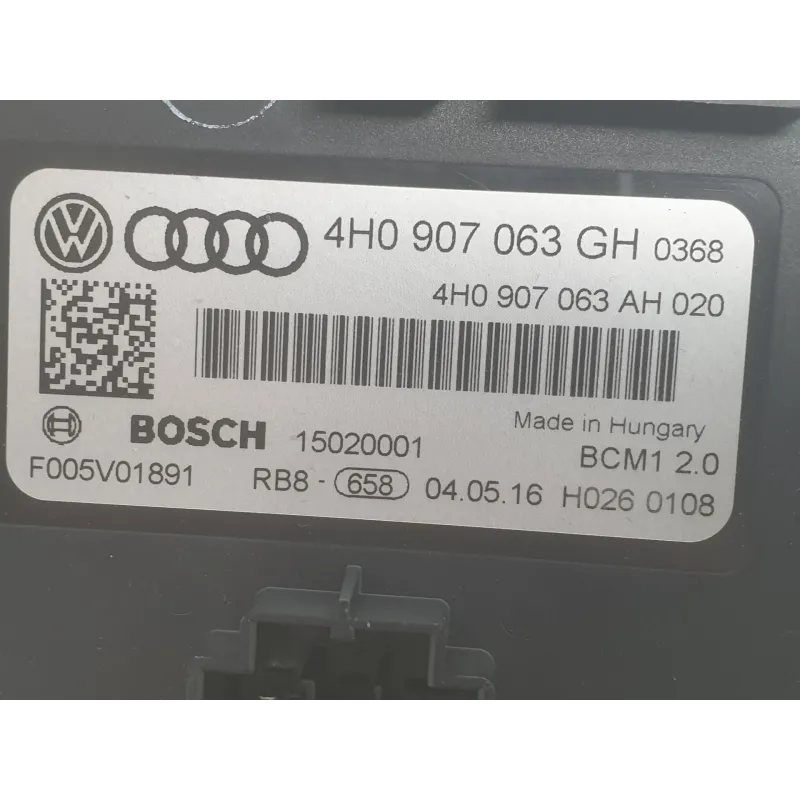 4H0 907 063 GH 0368
4H0 907 063 AH 020
Made in Hungary
BOSCH 15020001
BCM1 2.0
F005V01891 RB8 - 658 04.05.16 H026 0108